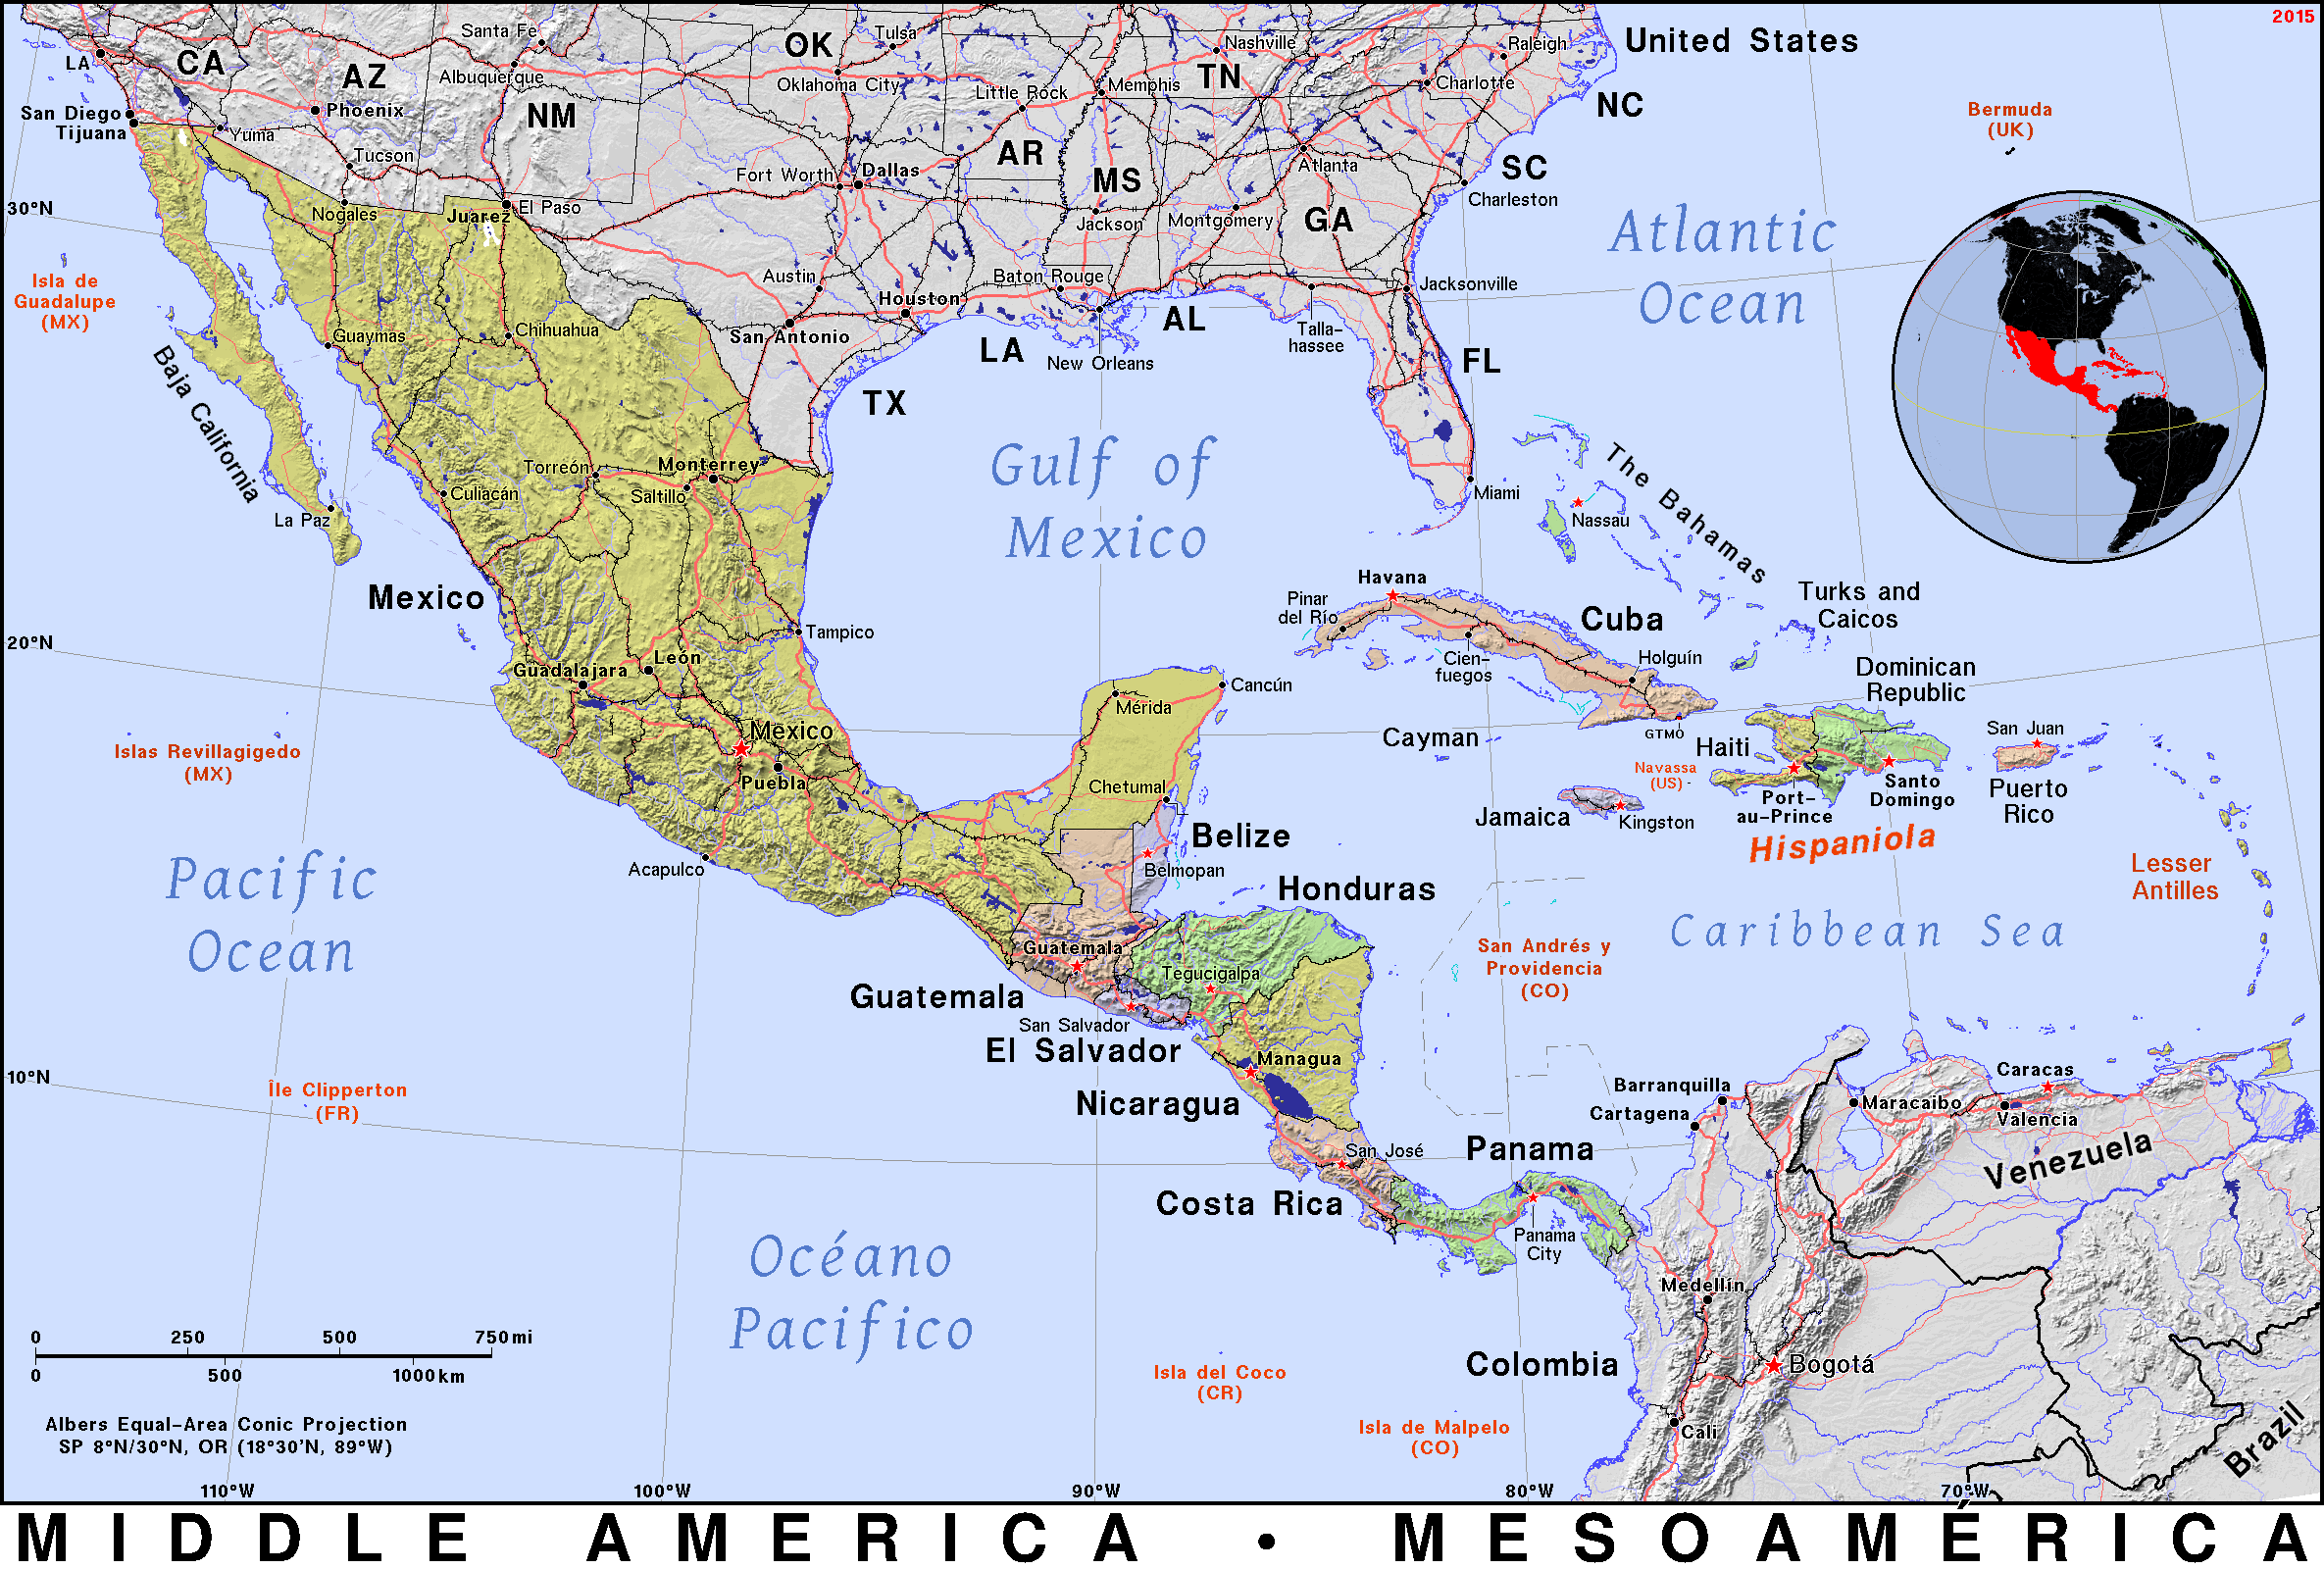 2015
Santa Fe
Tulsa
Nashville
Raleigh
United States
OK
LA
CA
AZ
Albuquerque
Oklahoma City
Little Rock
Memphis
TN
Charlotte
NC
Bermuda
(UK)
San Diego
Tijuana
Phoenix
NM
Yuma
Tucson
AR
Atlanta
SC
Fort Worth
Dallas
MS
Charleston
30°N
Nogales
Juarez
El Paso
Jackson
Montgomery
GA
Atlantic
Ocean
Isla de
Guadalupe
(MX)
Austin
Baton Rouge
Houston
Jacksonville
Guaymas
Chihuahua
San Antonio
LA
New Orleans
AL
Talla-
hassee
FL
Baja California
TX
Gulf of
Mexico
The Bahamas
Torreón
Monterrey
Saltillo
Culiacán
La Paz
Miami
Nassau
Mexico
Havana
Pinar
del Río
Cuba
Turks and
Caicos
20°N
Tampico
León
Guadalajara
Cien-
fuegos
Holguín
Dominican
Republic
Cancún
Mérida
Mexico
Puebla
Cayman
GTMO
Haiti
San Juan
Islas Revillagigedo
(MX)
Navassa
(US)
Chetumal
Port-
au-Prince
Santo
Domingo
Puerto
Rico
Jamaica
Kingston
Hispaniola
Belize
Belmopan
Acapulco
Pacific
Ocean
Honduras
Lesser
Antilles
Caribbean Sea
Guatemala
Tegucigalpa
San Andrés y
Providencia
(CO)
Guatemala
San Salvador
El Salvador
Managua
10°N
Île Clipperton
(FR)
Nicaragua
Barranquilla
Cartagena
Maracaibo
Caracas
Valencia
San José
Panama
Venezuela
Costa Rica
Panama
City
Océano
Pacifico
Medellín
0 250 500 750 mi
0 500 1000 km
Isla del Coco
(CR)
Colombia
Bogotá
Isla de Malpelo
(CO)
Cali
Brazil
Albers Equal-Area Conic Projection
SP 8°N/30°N, OR (18°30'N, 89°W)
110°W
100°W
90°W
80°W
70°W
MIDDLE AMERICA • MESOAMÉRICA